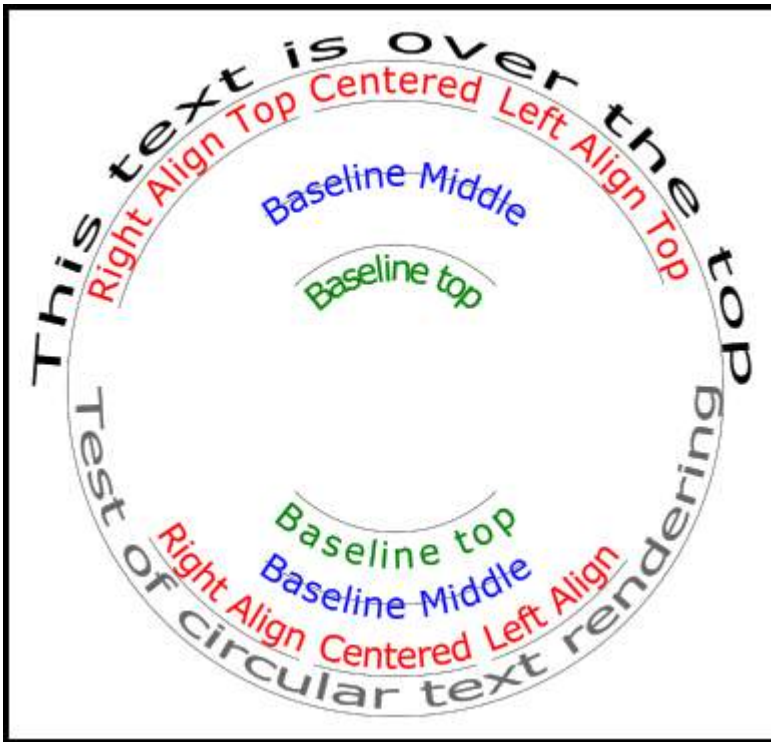 This text is over the top
Right Align Top
Centered
Left Align Top
Baseline Middle
Baseline top
Baseline top
Baseline Middle
Right Align
Centered
Left Align
Test of circular text rendering